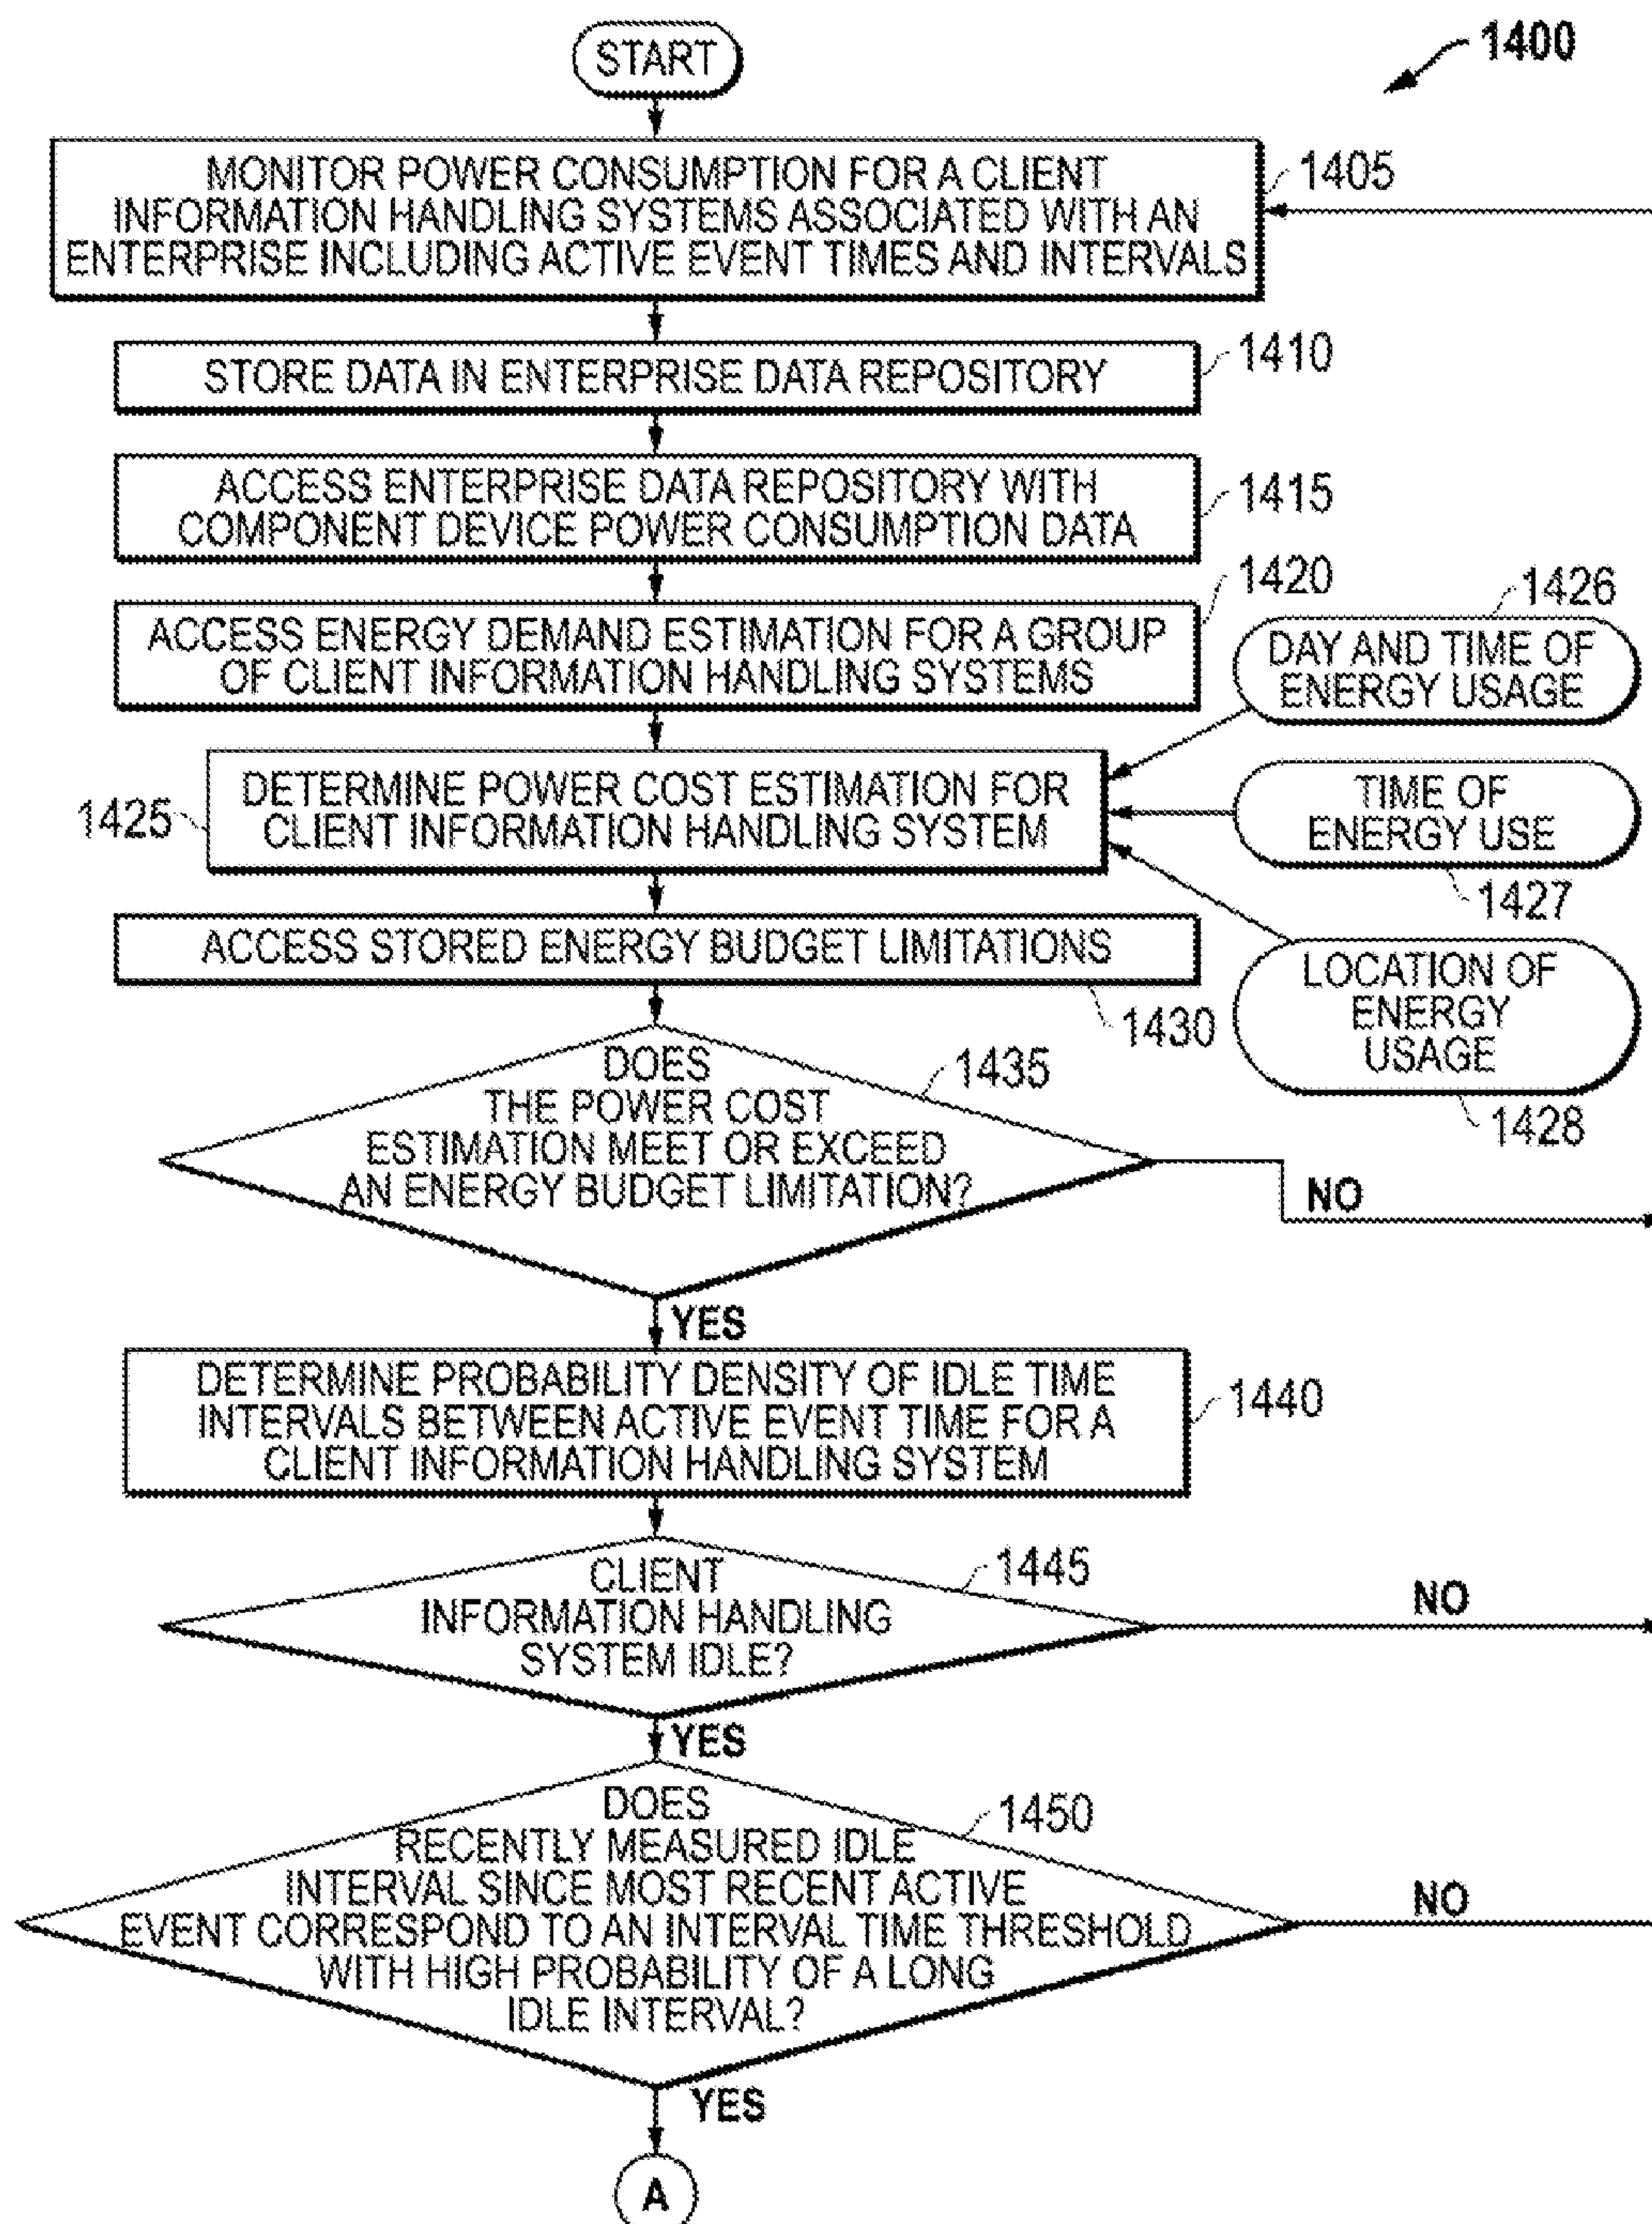 START
1400
MONITOR POWER CONSUMPTION FOR A CLIENT
INFORMATION HANDLING SYSTEMS ASSOCIATED WITH AN
ENTERPRISE INCLUDING ACTIVE EVENT TIMES AND INTERVALS
1405
STORE DATA IN ENTERPRISE DATA REPOSITORY
1410
ACCESS ENTERPRISE DATA REPOSITORY WITH
COMPONENT DEVICE POWER CONSUMPTION DATA
1415
ACCESS ENERGY DEMAND ESTIMATION FOR A GROUP
OF CLIENT INFORMATION HANDLING SYSTEMS
1420
1426
DAY AND TIME OF
ENERGY USAGE
DETERMINE POWER COST ESTIMATION FOR
CLIENT INFORMATION HANDLING SYSTEM
1425
TIME OF
ENERGY USE
1427
ACCESS STORED ENERGY BUDGET LIMITATIONS
1430
LOCATION OF
ENERGY
USAGE
1428
DOES
THE POWER COST
ESTIMATION MEET OR EXCEED
AN ENERGY BUDGET LIMITATION?
1435
NO
YES
DETERMINE PROBABILITY DENSITY OF IDLE TIME
INTERVALS BETWEEN ACTIVE EVENT TIME FOR A
CLIENT INFORMATION HANDLING SYSTEM
1440
CLIENT
INFORMATION HANDLING
SYSTEM IDLE?
1445
NO
YES
DOES
RECENTLY MEASURED IDLE
INTERVAL SINCE MOST RECENT ACTIVE
EVENT CORRESPOND TO AN INTERVAL TIME THRESHOLD
WITH HIGH PROBABILITY OF A LONG
IDLE INTERVAL?
1450
NO
YES
A